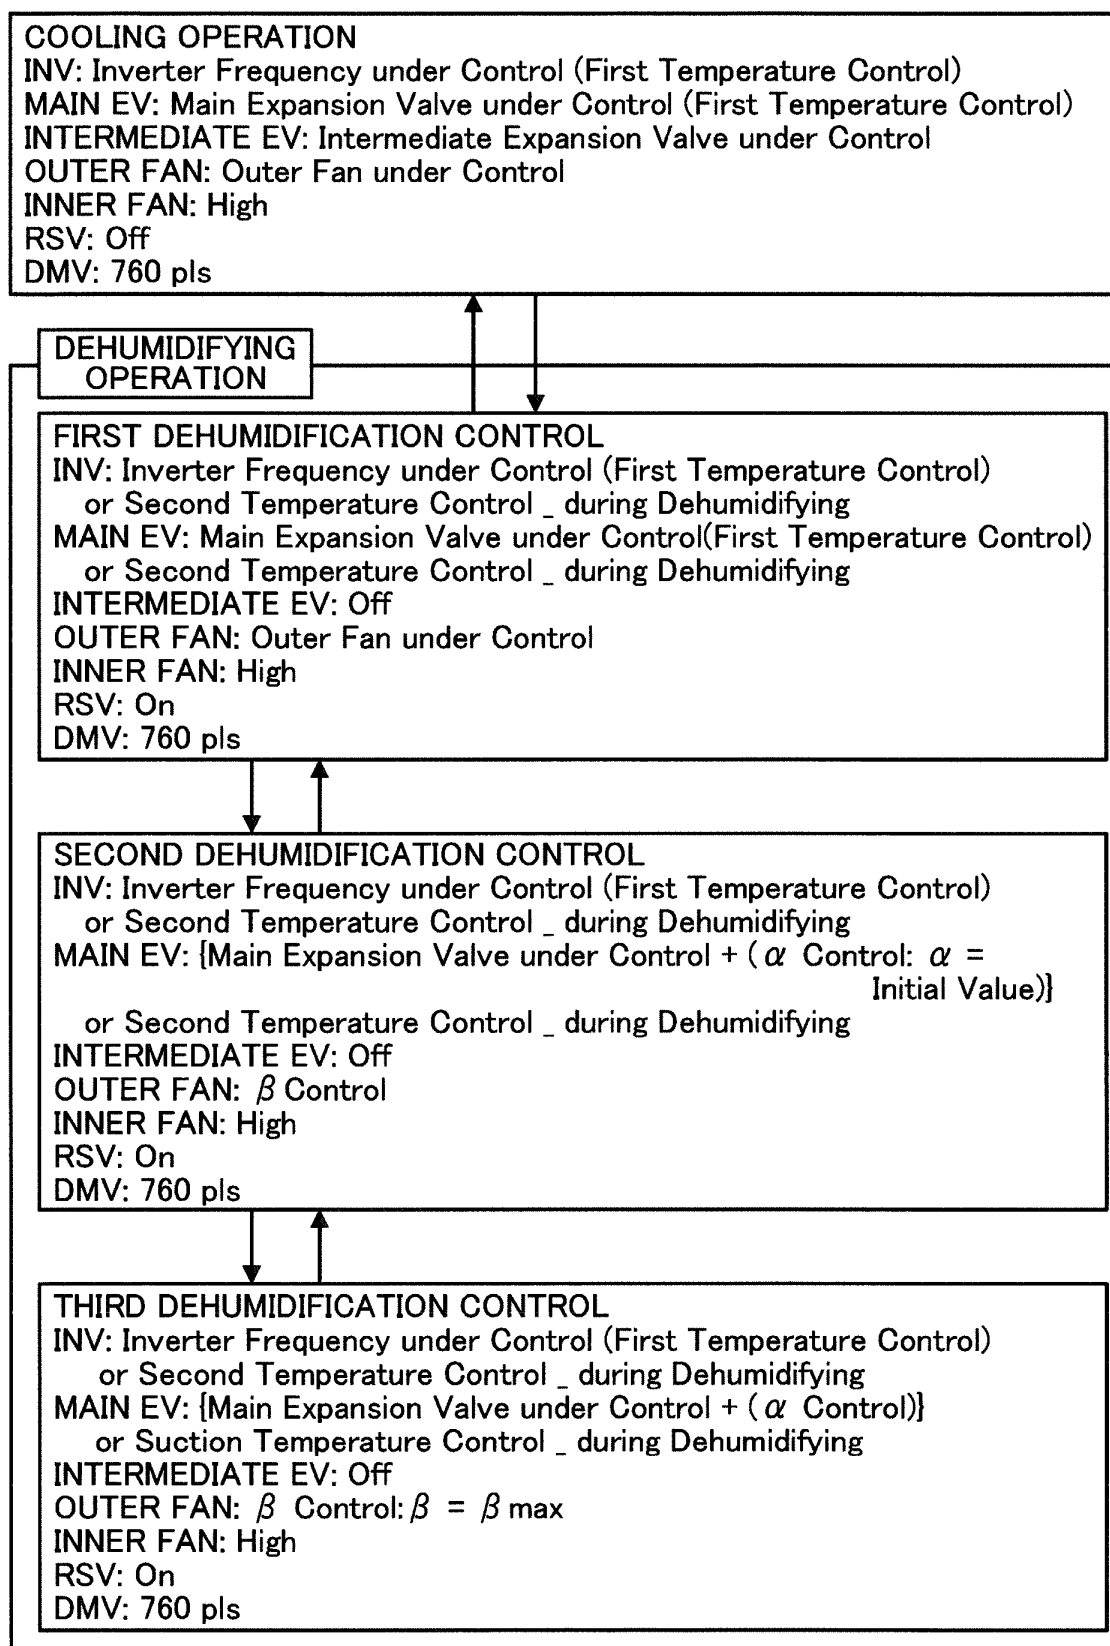 COOLING OPERATION
INV: Inverter Frequency under Control (First Temperature Control)
MAIN EV: Main Expansion Valve under Control (First Temperature Control)
INTERMEDIATE EV: Intermediate Expansion Valve under Control
OUTER FAN: Outer Fan under Control
INNER FAN: High
RSV: Off
DMV: 760 pls
DEHUMIDIFYING
OPERATION
FIRST DEHUMIDIFICATION CONTROL
INV: Inverter Frequency under Control (First Temperature Control)
or Second Temperature Control _ during Dehumidifying
MAIN EV: Main Expansion Valve under Control(First Temperature Control)
or Second Temperature Control _ during Dehumidifying
INTERMEDIATE EV: Off
OUTER FAN: Outer Fan under Control
INNER FAN: High
RSV: On
DMV: 760 pls
SECOND DEHUMIDIFICATION CONTROL
INV: Inverter Frequency under Control (First Temperature Control)
or Second Temperature Control _ during Dehumidifying
MAIN EV: {Main Expansion Valve under Control + (α Control: α =
Initial Value)}
or Second Temperature Control _ during Dehumidifying
INTERMEDIATE EV: Off
OUTER FAN: β Control
INNER FAN: High
RSV: On
DMV: 760 pls
THIRD DEHUMIDIFICATION CONTROL
INV: Inverter Frequency under Control (First Temperature Control)
or Second Temperature Control _ during Dehumidifying
MAIN EV: {Main Expansion Valve under Control + (α Control)}
or Suction Temperature Control _ during Dehumidifying
INTERMEDIATE EV: Off
OUTER FAN: β Control: β = β max
INNER FAN: High
RSV: On
DMV: 760 pls